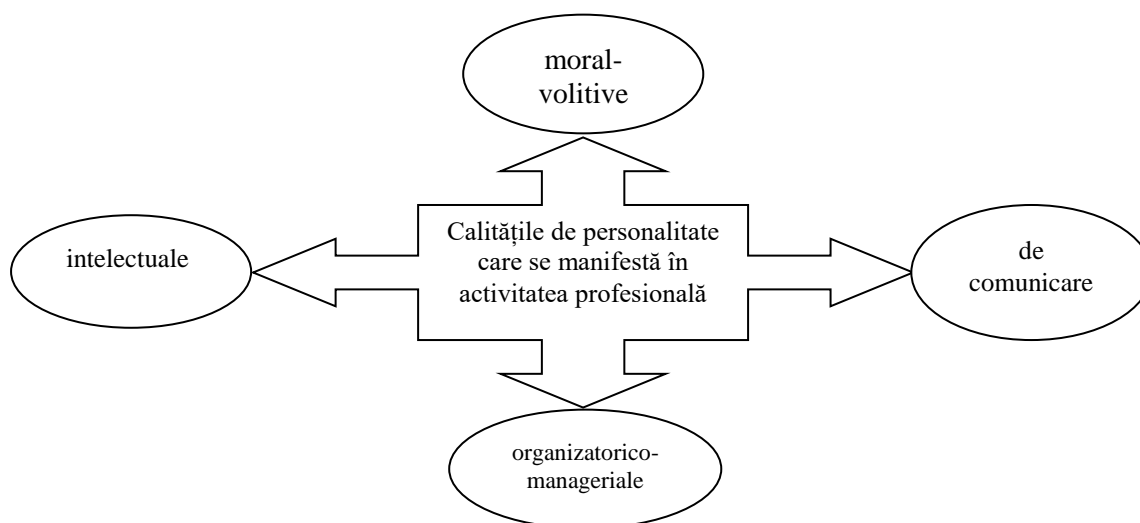 moral-
volitive
Calitățile de personalitate
care se manifestă în
activitatea profesională
intelectuale
de
comunicare
organizatorico-
manageriale